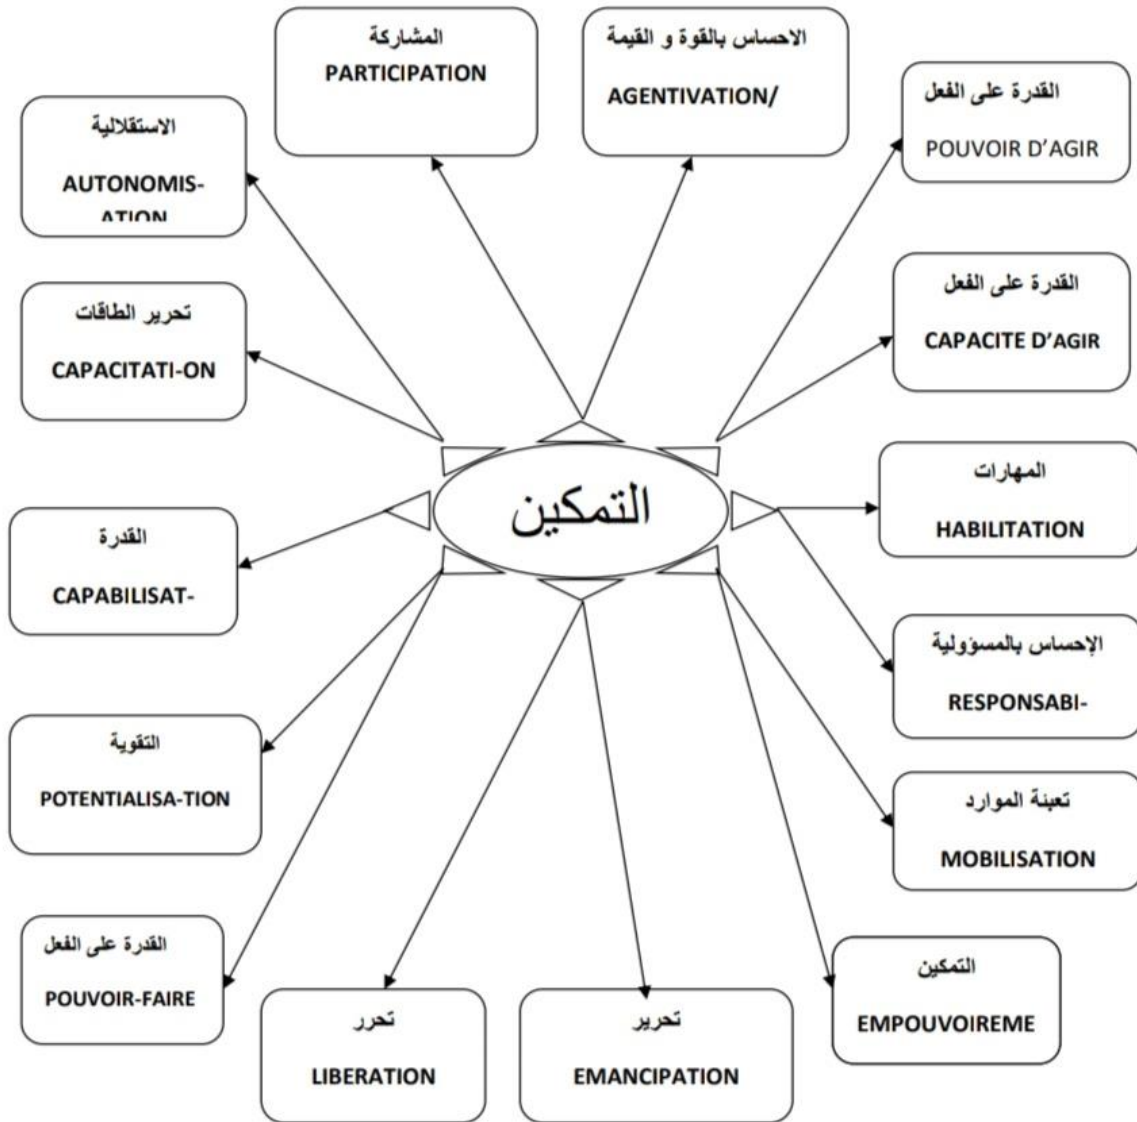 المشاركة
PARTICIPATION
الاحساس بالقوة و القيمة
AGENTIVATION/
القدرة على الفعل
POUVOIR D’AGIR
الاستقلالية
AUTONOMIS-
ATION
القدرة على الفعل
CAPACITE D’AGIR
تحرير الطاقات
CAPACITATI-ON
المهارات
HABILITATION
التمكين
القدرة
CAPABILISAT-
الإحساس بالمسؤولية
RESPONSABI-
التقوية
POTENTIALISA-TION
تعبئة الموارد
MOBILISATION
القدرة على الفعل
POUVOIR-FAIRE
التمكين
EMPOUVOIREME
تحرر
LIBERATION
تحرير
EMANCIPATION